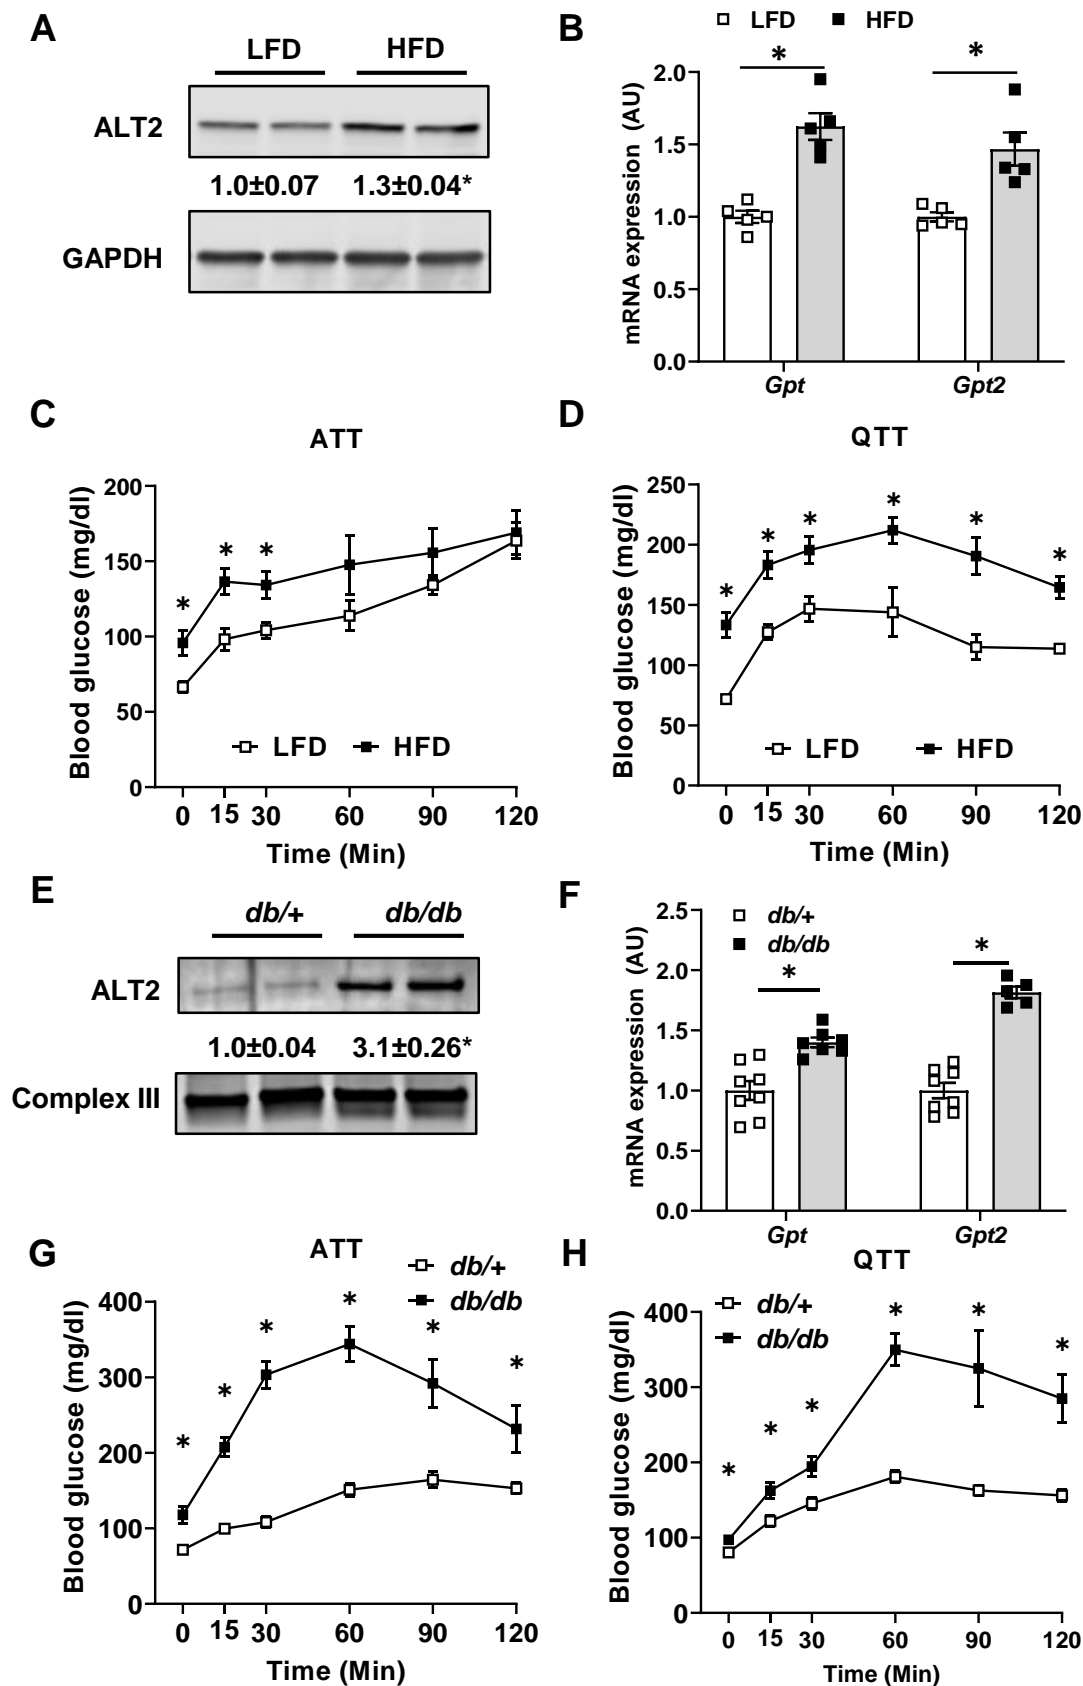 A
LFD HFD
ALT2
1.0±0.07 1.3±0.04*
GAPDH
B
LFD HFD
mRNA expression (AU)
2.0
1.5
1.0
0.5
0.0
* *
Gpt Gpt2
C
ATT
Blood glucose (mg/dl)
200
150
100
50
0
* * *
LFD HFD
0 15 30 60 90 120
Time (Min)
D
QTT
Blood glucose (mg/dl)
250
200
150
100
50
0
* * * * * *
LFD HFD
0 15 30 60 90 120
Time (Min)
E
db/+ db/db
ALT2
1.0±0.04 3.1±0.26*
Complex III
F
db/+
db/db
mRNA expression (AU)
2.5
2.0
1.5
1.0
0.5
0.0
* *
Gpt Gpt2
G
ATT
db/+
db/db
Blood glucose (mg/dl)
400
300
200
100
0
* * * * * *
0 15 30 60 90 120
Time (Min)
H
QTT
db/+
db/db
Blood glucose (mg/dl)
400
300
200
100
0
* * * * * *
0 15 30 60 90 120
Time (Min)